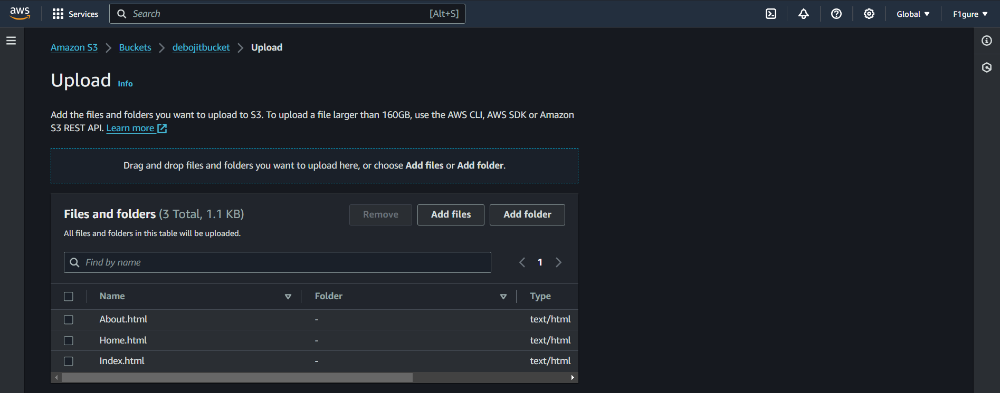 aws Services Search [Alt+S] Global F1gure
Amazon S3 Buckets debojitbucket Upload
Upload Info
Add the files and folders you want to upload to S3. To upload a file larger than 160GB, use the AWS CLI, AWS SDK or Amazon
S3 REST API. Learn more
Drag and drop files and folders you want to upload here, or choose Add files or Add folder.
Files and folders (3 Total, 1.1 KB) Remove Add files Add folder
All files and folders in this table will be uploaded.
Find by name 1
Name Folder Type
About.html - text/html
Home.html - text/html
Index.html - text/html